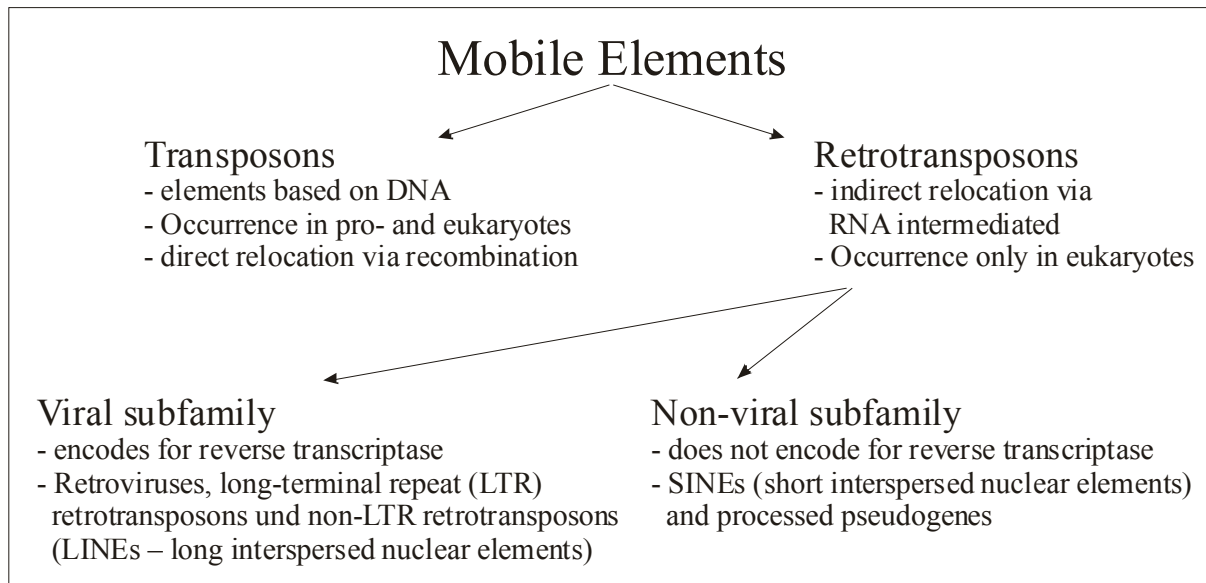 Mobile Elements
Transposons
- elements based on DNA
- Occurrence in pro- and eukaryotes
- direct relocation via recombination
Retrotransposons
- indirect relocation via
RNA intermediated
- Occurrence only in eukaryotes
Viral subfamily
- encodes for reverse transcriptase
- Retroviruses, long-terminal repeat (LTR)
retrotransposons und non-LTR retrotransposons
(LINEs – long interspersed nuclear elements)
Non-viral subfamily
- does not encode for reverse transcriptase
- SINEs (short interspersed nuclear elements)
and processed pseudogenes